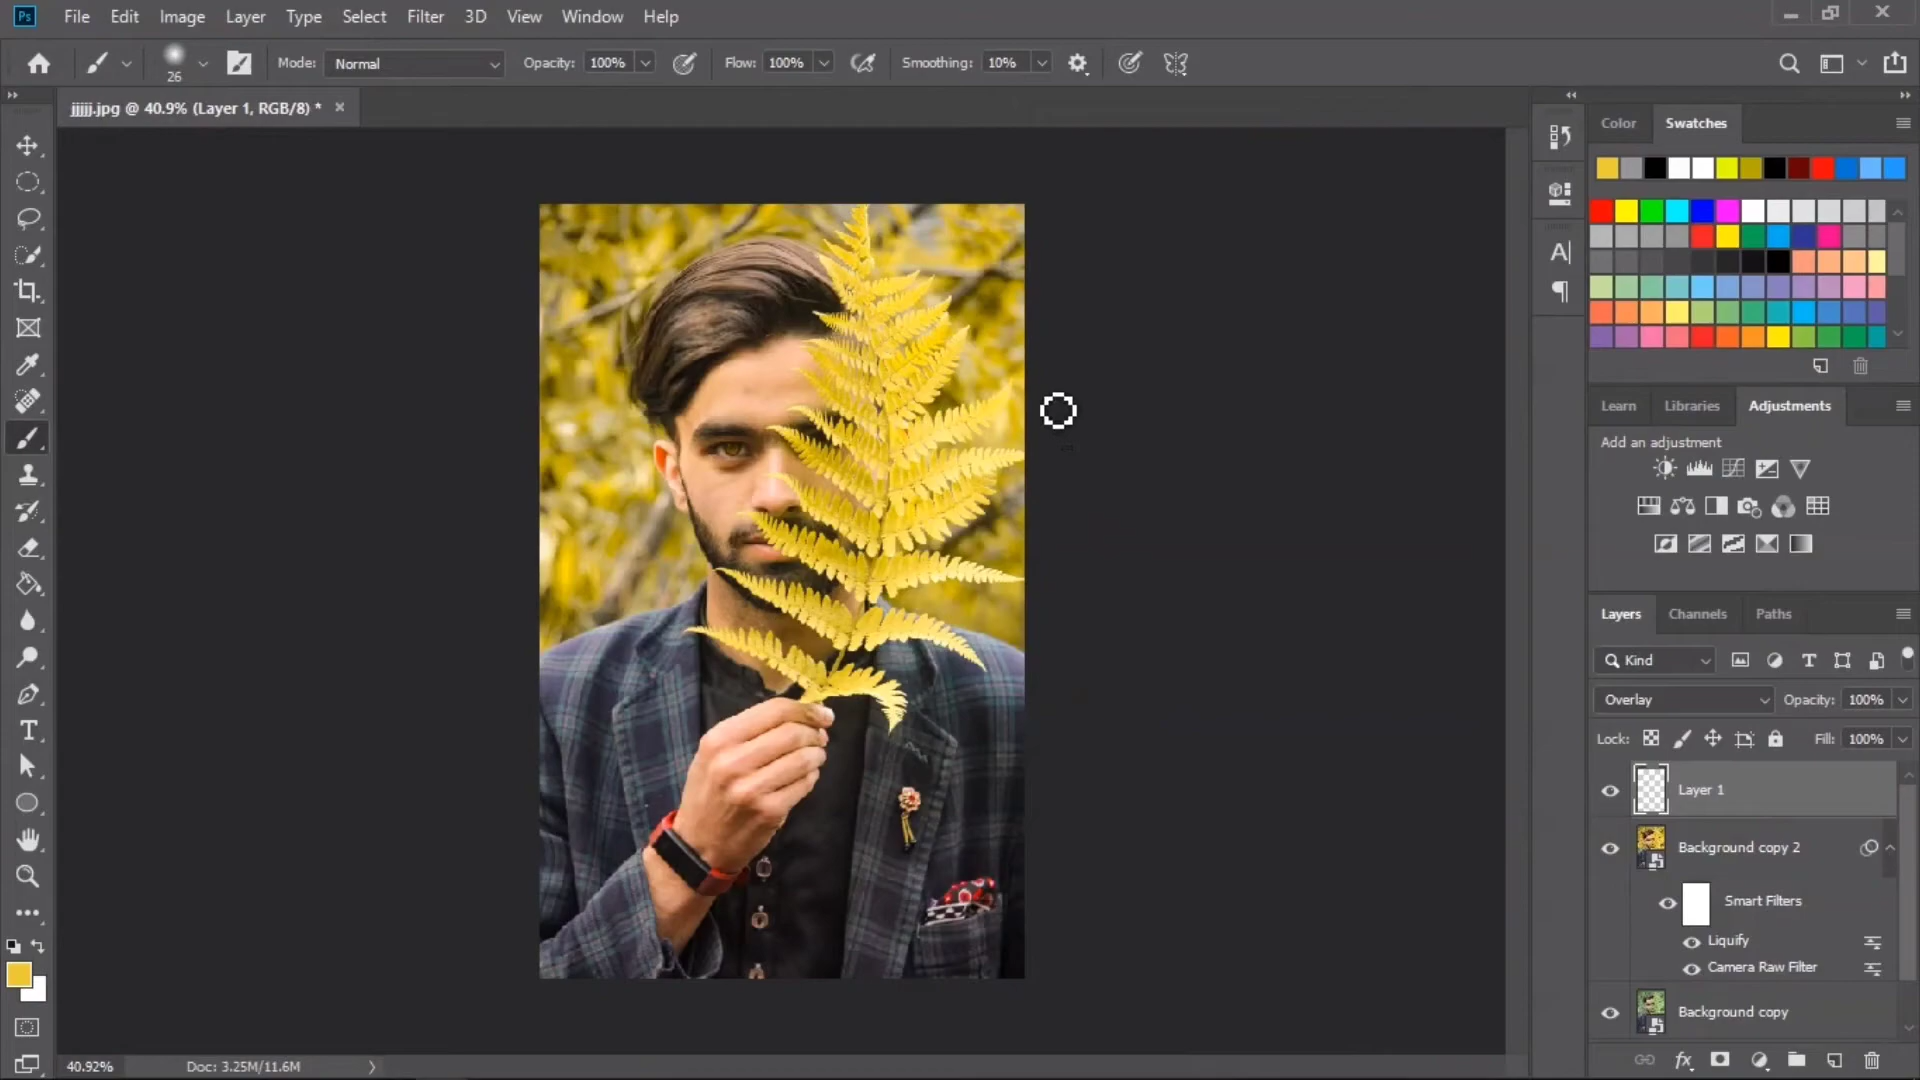 Ps File Edit Image Layer Type Select Filter 3D View Window Help
26 Mode: Normal Opacity: 100% Flow: 100% Smoothing: 10%
jjjjj.jpg @ 40.9% (Layer 1, RGB/8) *
Color Swatches
Learn Libraries Adjustments
Add an adjustment
Layers Channels Paths
Kind
Overlay Opacity: 100%
Lock: Fill: 100%
Layer 1
Background copy 2
Smart Filters
Liquify
Camera Raw Filter
Background copy
40.92% Doc: 3.25M/11.6M